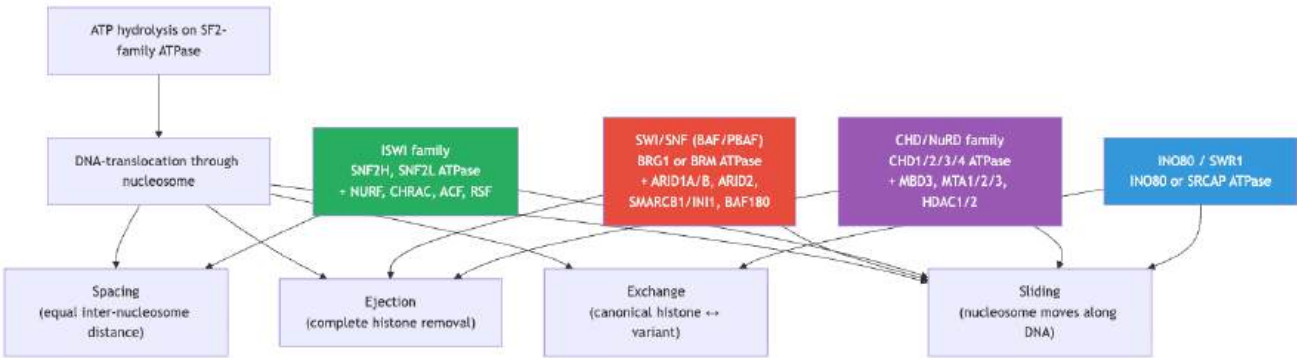 ATP hydrolysis on SF2-
family ATPase
DNA-translocation through
nucleosome
ISWI family
SNF2H, SNF2L ATPase
+ NURF, CHRAC, ACF, RSF
SWI/SNF (BAF/PBAF)
BRG1 or BRM ATPase
+ ARID1A/B, ARID2,
SMARCB1/INI1, BAF180
CHD/NuRD family
CHD1/2/3/4 ATPase
+ MBD3, MTA1/2/3,
HDAC1/2
INO80 / SWR1
INO80 or SRCAP ATPase
Spacing
(equal inter-nucleosome
distance)
Ejection
(complete histone removal)
Exchange
(canonical histone ↔
variant)
Sliding
(nucleosome moves along
DNA)